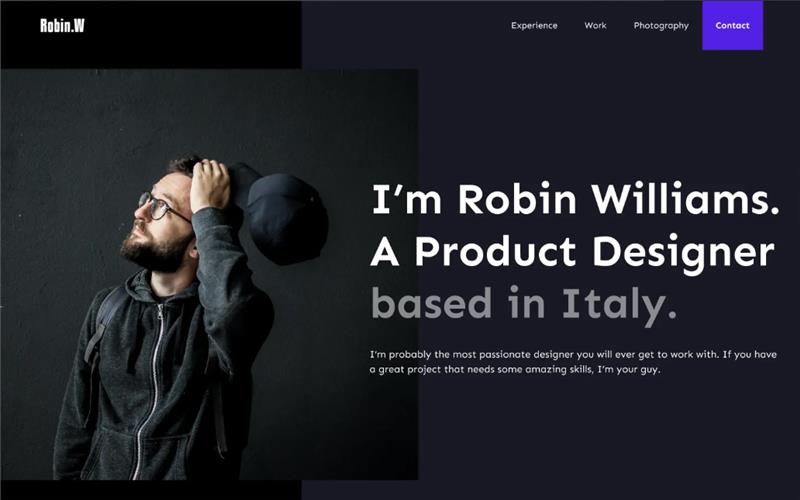 Robin.W
Experience
Work
Photography
Contact
I’m Robin Williams.
A Product Designer
based in Italy.
I’m probably the most passionate designer you will ever get to work with. If you have
a great project that needs some amazing skills, I’m your guy.